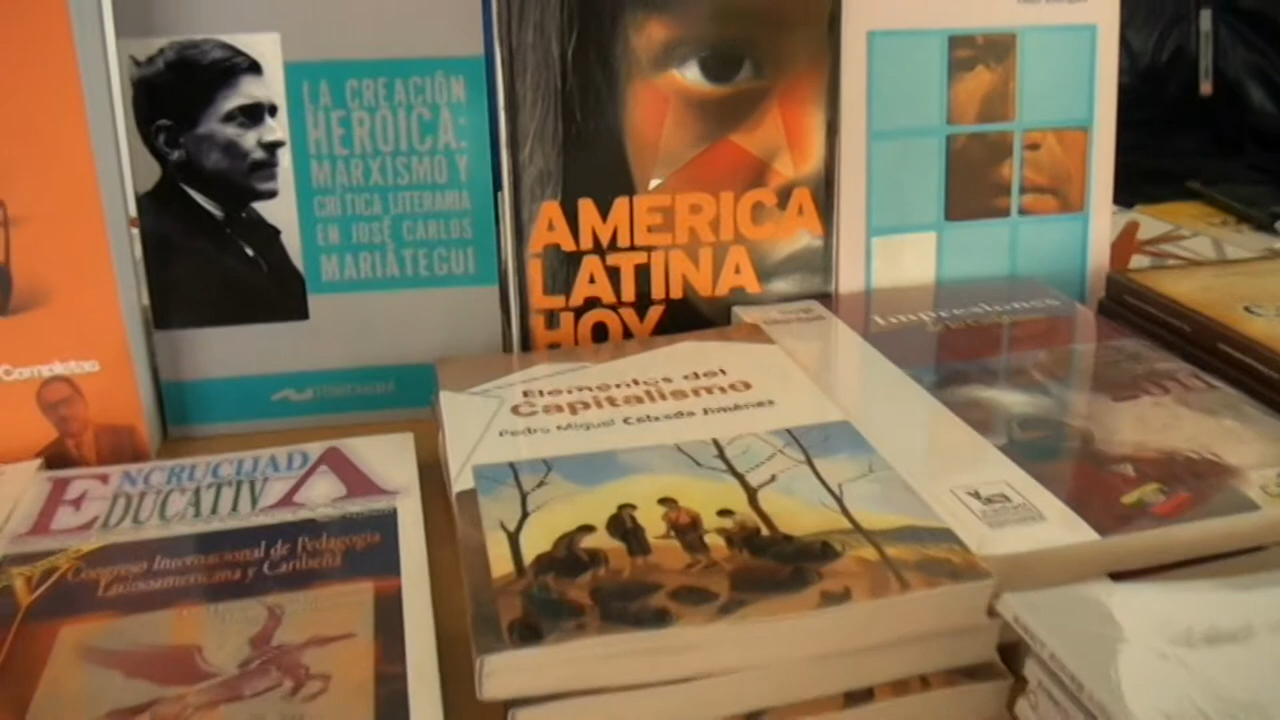 LA CREACIÓN
HEROICA:
MARXISMO Y
CRÍTICA LITERARIA
EN JOSÉ CARLOS
MARIÁTEGUI
AMERICA
LATINA
HOY
Completas
Elementos del
Capitalismo
Pedro Miguel Calzada Jiménez
Impresiones
ENCRUCIJADA
EDUCATIVA
Congreso Internacional de Pedagogía
Latinoamericana y Caribeña